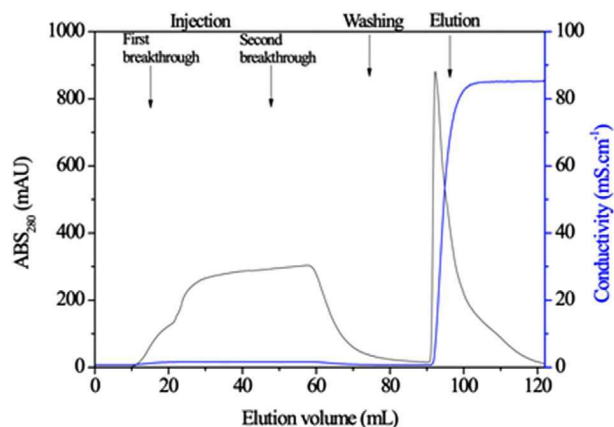 Injection
Washing
Elution
First
breakthrough
Second
breakthrough
1000
800
600
400
200
0
ABS280 (mAU)
100
80
60
40
20
0
Conductivity (mS.cm-1)
0
20
40
60
80
100
120
Elution volume (mL)